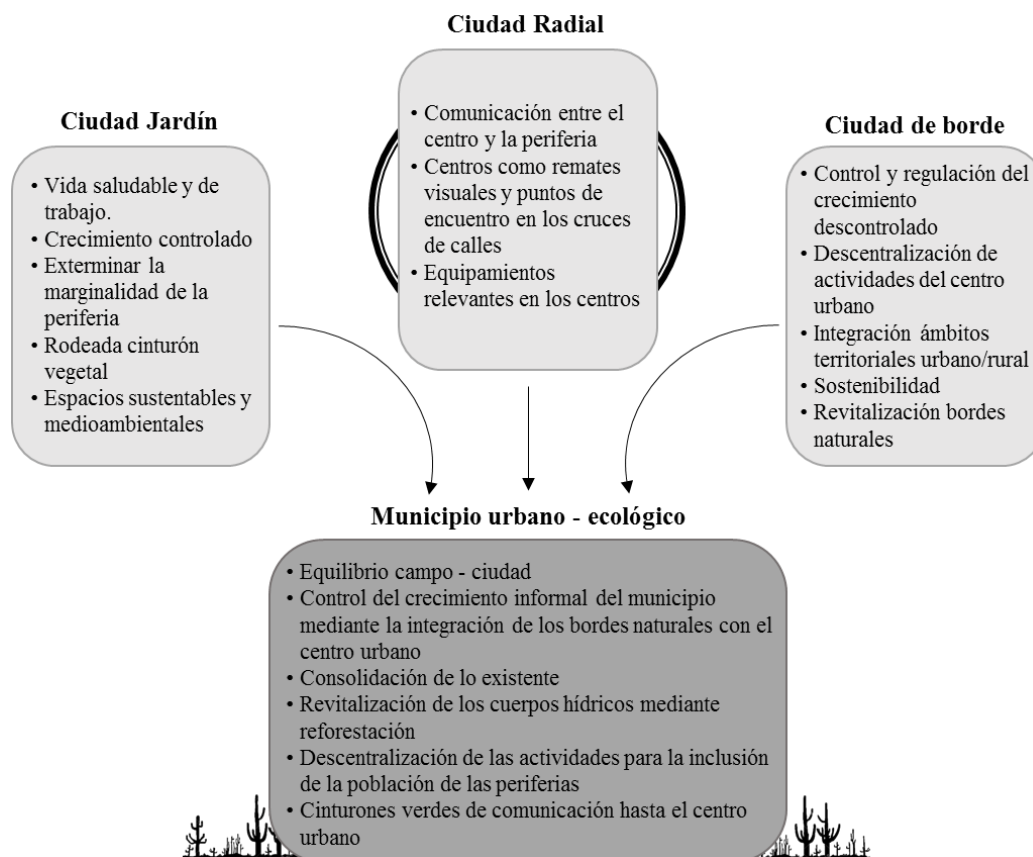 Ciudad Radial
• Comunicación entre el
centro y la periferia
• Centros como remates
visuales y puntos de
encuentro en los cruces
de calles
• Equipamientos
relevantes en los centros
Ciudad Jardín
• Vida saludable y de
trabajo.
• Crecimiento controlado
• Exterminar la
marginalidad de la
periferia
• Rodeada cinturón
vegetal
• Espacios sustentables y
medioambientales
Ciudad de borde
• Control y regulación del
crecimiento
descontrolado
• Descentralización de
actividades del centro
urbano
• Integración ámbitos
territoriales urbano/rural
• Sostenibilidad
• Revitalización bordes
naturales
Municipio urbano - ecológico
• Equilibrio campo - ciudad
• Control del crecimiento informal del municipio
mediante la integración de los bordes naturales con el
centro urbano
• Consolidación de lo existente
• Revitalización de los cuerpos hídricos mediante
reforestación
• Descentralización de las actividades para la inclusión
de la población de las periferias
• Cinturones verdes de comunicación hasta el centro
urbano